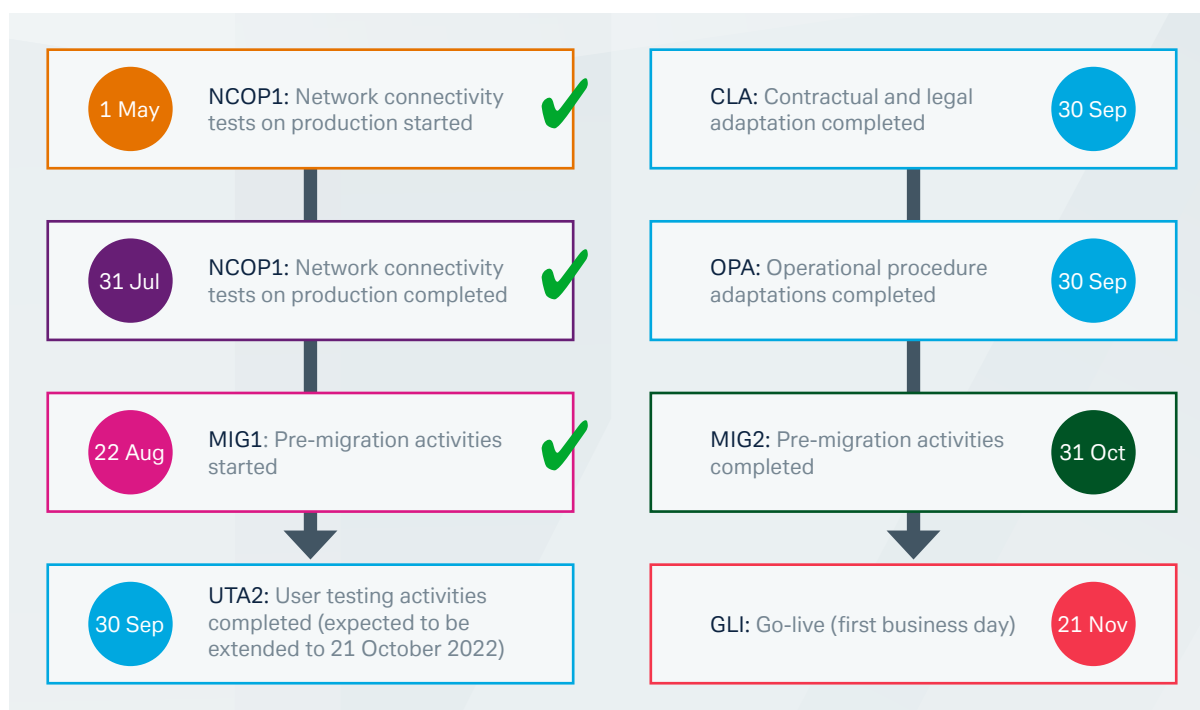 1 May
NCOP1: Network connectivity
tests on production started
31 Jul
NCOP1: Network connectivity
tests on production completed
22 Aug
MIG1: Pre-migration activities
started
30 Sep
UTA2: User testing activities
completed (expected to be
extended to 21 October 2022)
CLA: Contractual and legal
adaptation completed
30 Sep
OPA: Operational procedure
adaptations completed
30 Sep
MIG2: Pre-migration activities
completed
31 Oct
GLI: Go-live (first business day)
21 Nov